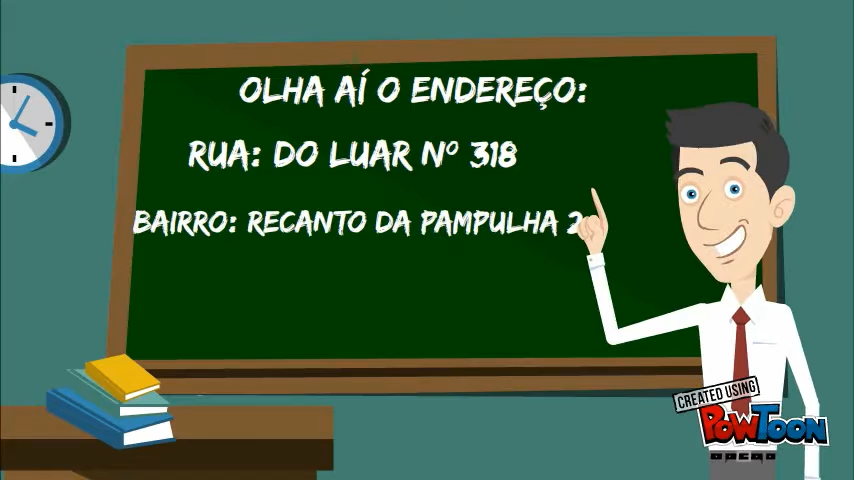 OLHA AÍ O ENDEREÇO:
RUA: DO LUAR Nº 318
BAIRRO: RECANTO DA PAMPULHA 2
CREATED USING
POWTOON